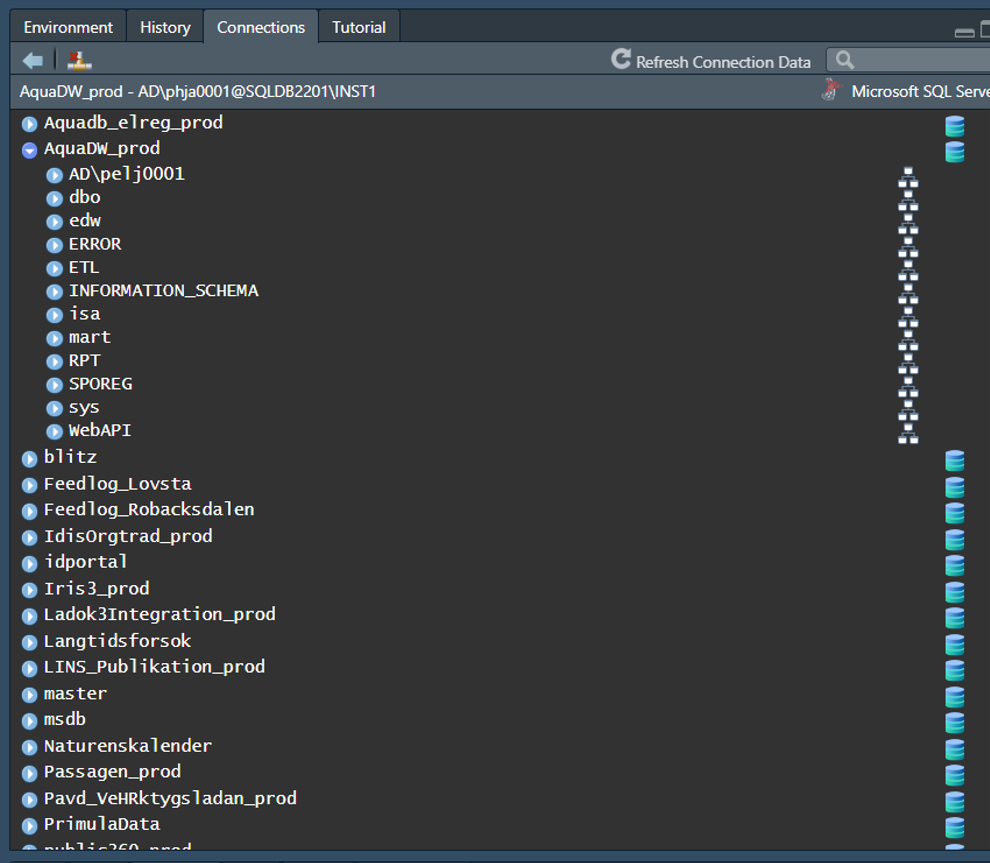 Environment History Connections Tutorial
Refresh Connection Data
AquaDW_prod - AD\phja0001@SQLDB2201\INST1 Microsoft SQL Serve
Aquadb_elreg_prod
AquaDW_prod
AD\pelj0001
dbo
edw
ERROR
ETL
INFORMATION_SCHEMA
isa
mart
RPT
SPOREG
sys
WebAPI
blitz
Feedlog_Lovsta
Feedlog_Robacksdalen
IdisOrgtrad_prod
idportal
Iris3_prod
Ladok3Integration_prod
Langtidsforsok
LINS_Publikation_prod
master
msdb
Naturenskalender
Passagen_prod
Pavd_VeHRktygsladan_prod
PrimulaData
public360_prod